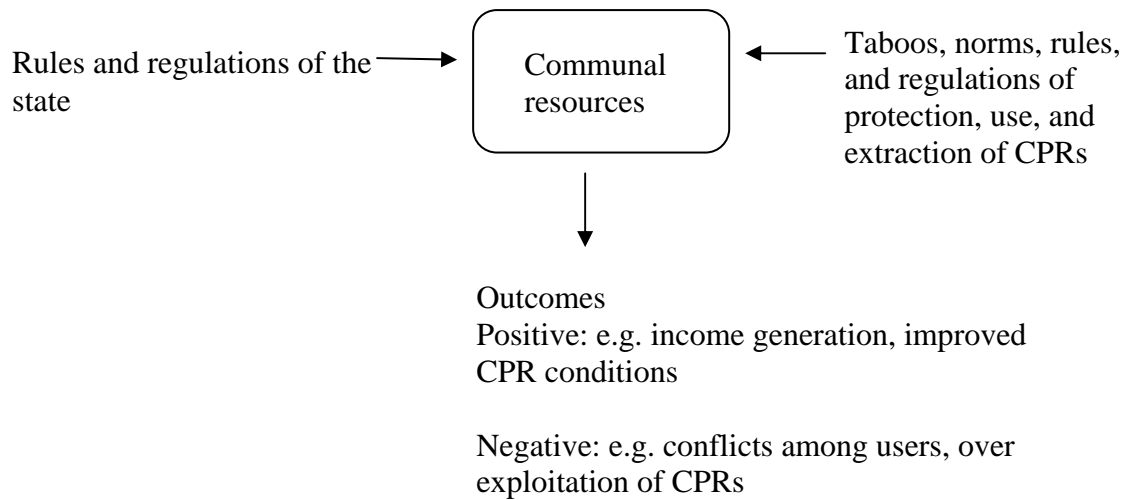 Rules and regulations of the
state
Communal
resources
Taboos, norms, rules,
and regulations of
protection, use, and
extraction of CPRs
Outcomes
Positive: e.g. income generation, improved
CPR conditions
Negative: e.g. conflicts among users, over
exploitation of CPRs